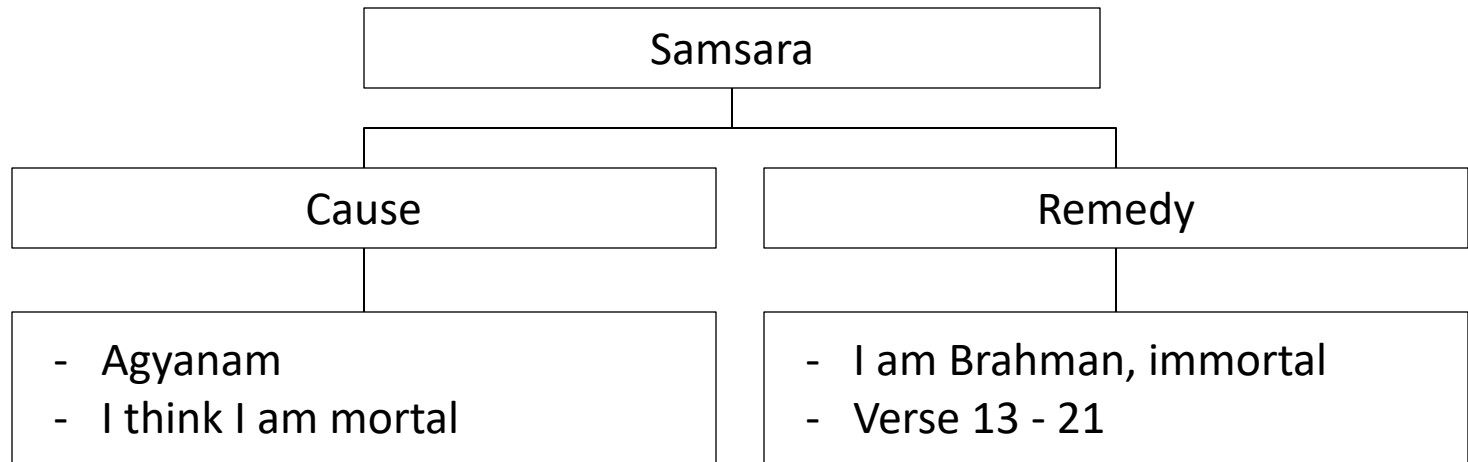 Samsara
Cause
Remedy
- Agyanam
- I think I am mortal
- I am Brahman, immortal
- Verse 13 - 21